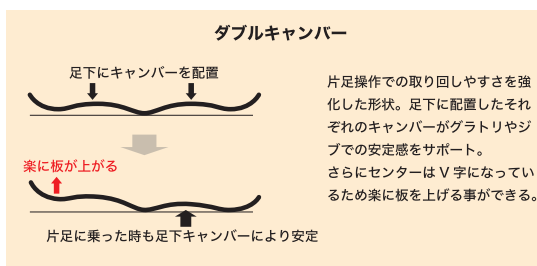 ダブルキャンバー
足下にキャンバーを配置
楽に板が上がる
片足に乗った時も足下キャンバーにより安定
片足操作での取り回しやすさを強
化した形状。足下に配置したそれ
ぞれのキャンバーがグラトリやジ
ブでの安定感をサポート。
さらにセンターは V 字になってい
るため楽に板を上げる事ができる。